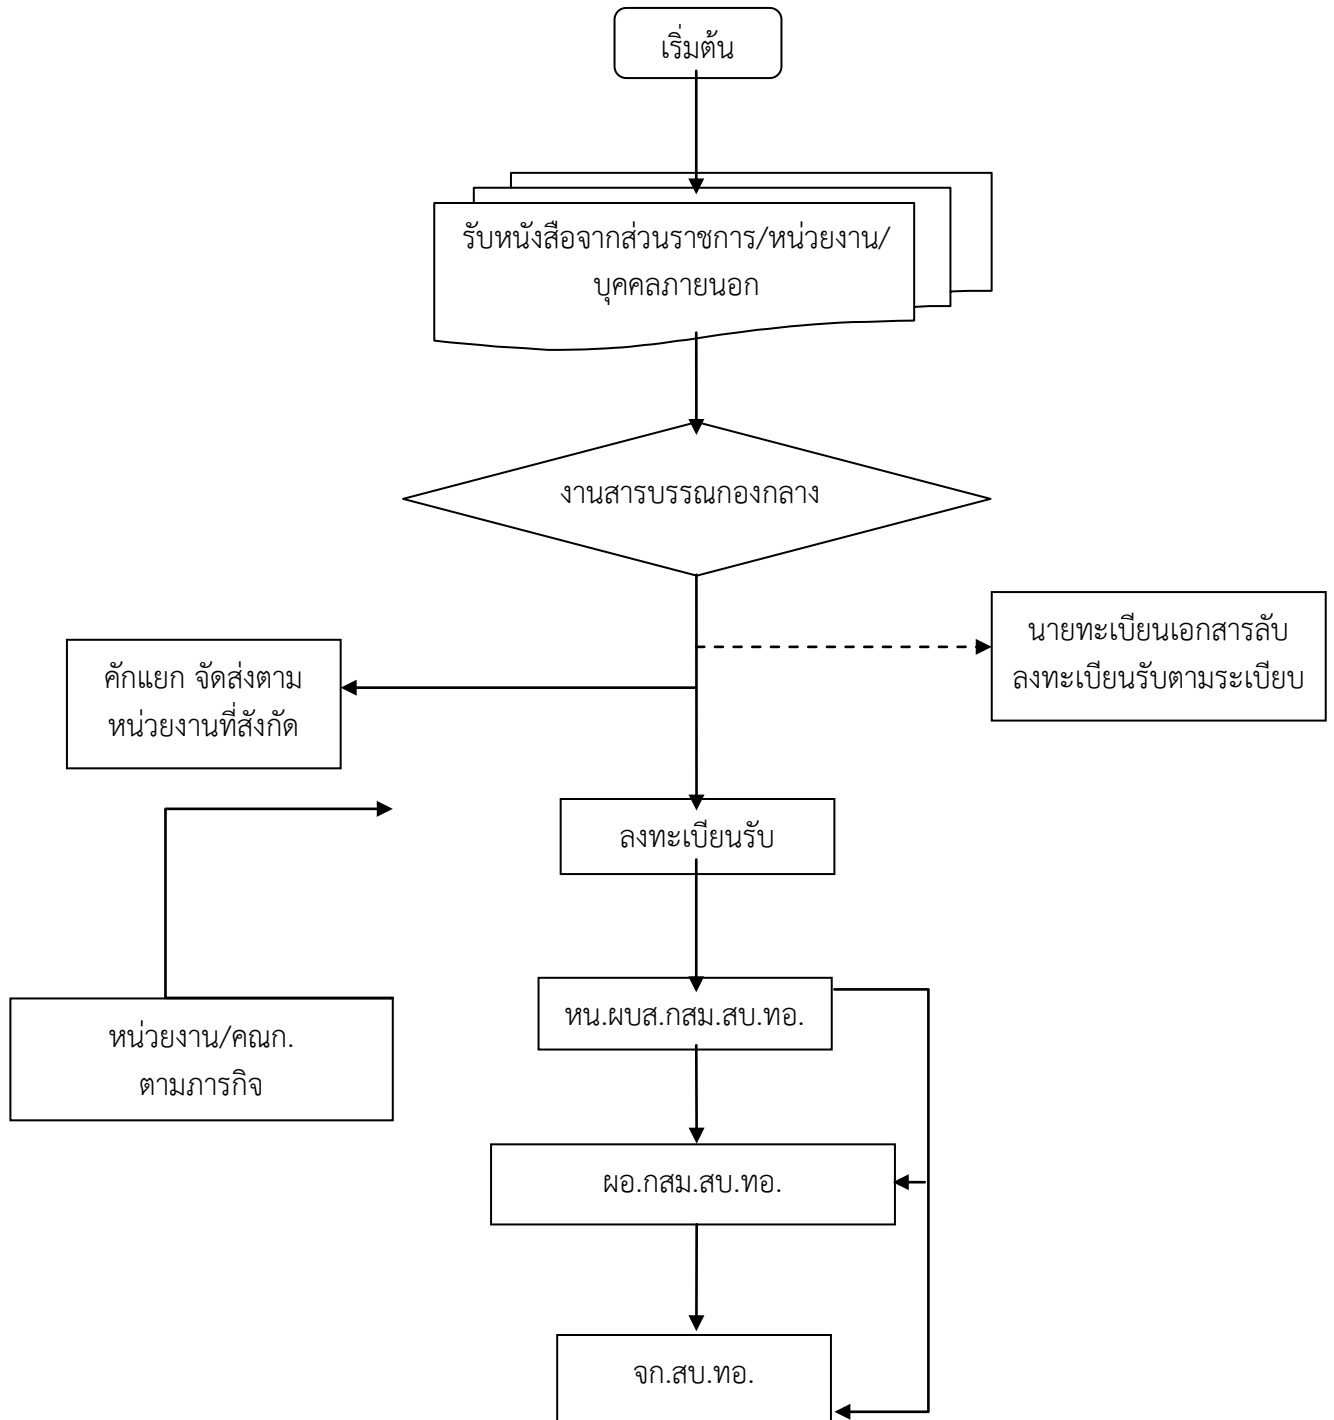 เริ่มต้น
รับหนังสือจากส่วนราชการ/หน่วยงาน/
บุคคลภายนอก
งานสารบรรณกองกลาง
นายทะเบียนเอกสารลับ
ลงทะเบียนรับตามระเบียบ
คักแยก จัดส่งตาม
หน่วยงานที่สังกัด
ลงทะเบียนรับ
หน.ผบส.กสม.สบ.ทอ.
หน่วยงาน/คณก.
ตามภารกิจ
ผอ.กสม.สบ.ทอ.
จก.สบ.ทอ.